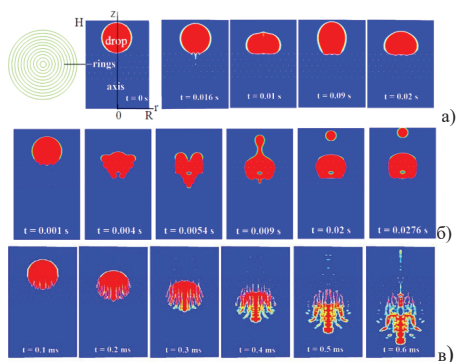 H
z
drop
rings
axis
0
R
r
t = 0 s
t = 0.016 s
t = 0.01 s
t = 0.09 s
t = 0.02 s
а)
t = 0.001 s
t = 0.004 s
t = 0.0054 s
t = 0.009 s
t = 0.02 s
t = 0.0276 s
б)
t = 0.1 ms
t = 0.2 ms
t = 0.3 ms
t = 0.4 ms
t = 0.5 ms
t = 0.6 ms
в)